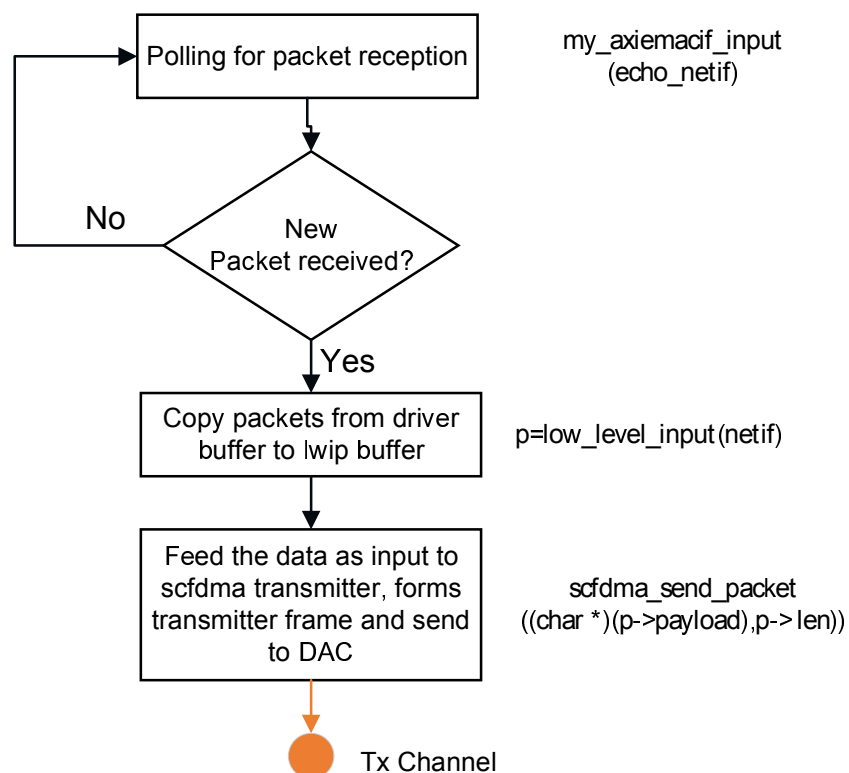 Polling for packet reception
my_axiemacif_input
(echo_netif)
No
New
Packet received?
Yes
Copy packets from driver
buffer to lwip buffer
p=low_level_input(netif)
Feed the data as input to
scfdma transmitter, forms
transmitter frame and send
to DAC
scfdma_send_packet
((char *)(p->payload),p->len))
Tx Channel